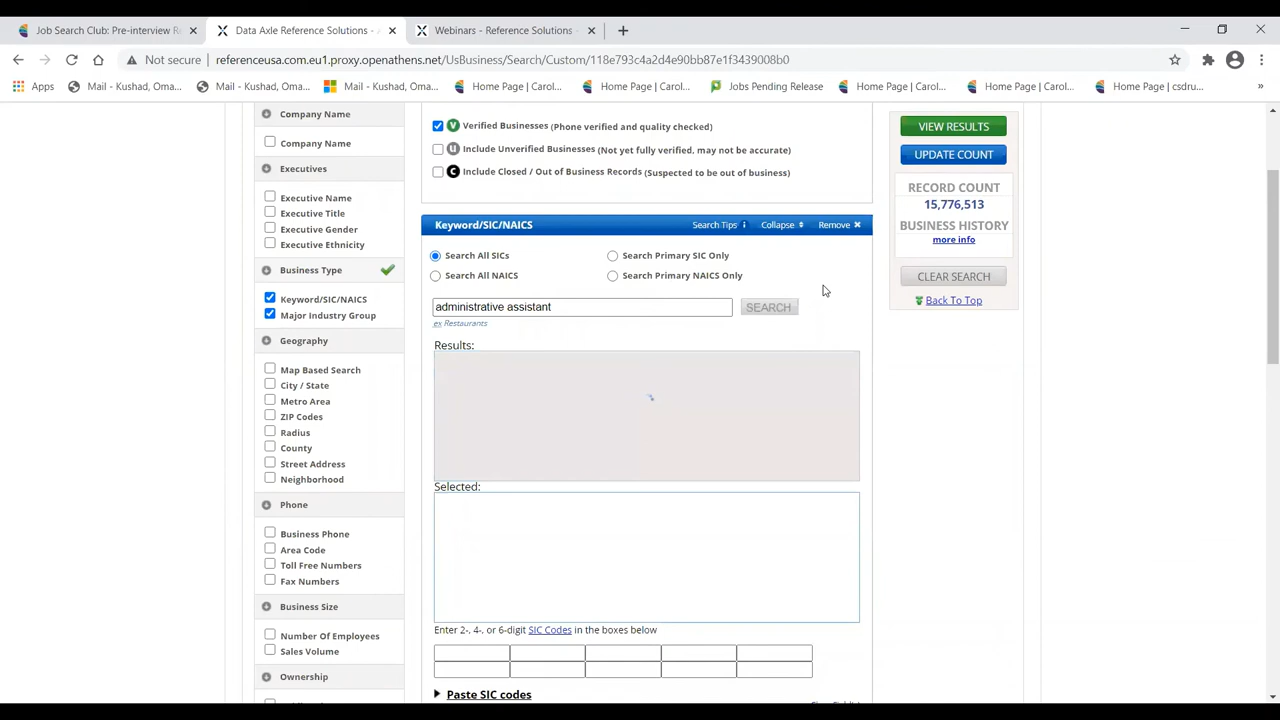 Job Search Club: Pre-interview R
Data Axle Reference Solutions -
Webinars - Reference Solutions -
Not secure
referenceusa.com.eu1.proxy.openathens.net/UsBusiness/Search/Custom/118e793c4a2d4e90bb87e1f3439008b0
Apps
Mail - Kushad, Oma...
Mail - Kushad, Oma...
Mail - Kushad, Oma...
Home Page | Carol...
Home Page | Carol...
Jobs Pending Release
Home Page | Carol...
Home Page | Carol...
Home Page | csdru...
Company Name
Company Name
Executives
Executive Name
Executive Title
Executive Gender
Executive Ethnicity
Business Type
Keyword/SIC/NAICS
Major Industry Group
Geography
Map Based Search
City / State
Metro Area
ZIP Codes
Radius
County
Street Address
Neighborhood
Phone
Business Phone
Area Code
Toll Free Numbers
Fax Numbers
Business Size
Number Of Employees
Sales Volume
Ownership
V Verified Businesses (Phone verified and quality checked)
U Include Unverified Businesses (Not yet fully verified, may not be accurate)
C Include Closed / Out of Business Records (Suspected to be out of business)
Keyword/SIC/NAICS Search Tips i Collapse Remove
Search All SICs Search Primary SIC Only
Search All NAICS Search Primary NAICS Only
administrative assistant SEARCH
ex Restaurants
Results:
Selected:
Enter 2-, 4-, or 6-digit SIC Codes in the boxes below
Paste SIC codes
VIEW RESULTS
UPDATE COUNT
RECORD COUNT
15,776,513
BUSINESS HISTORY
more info
CLEAR SEARCH
Back To Top